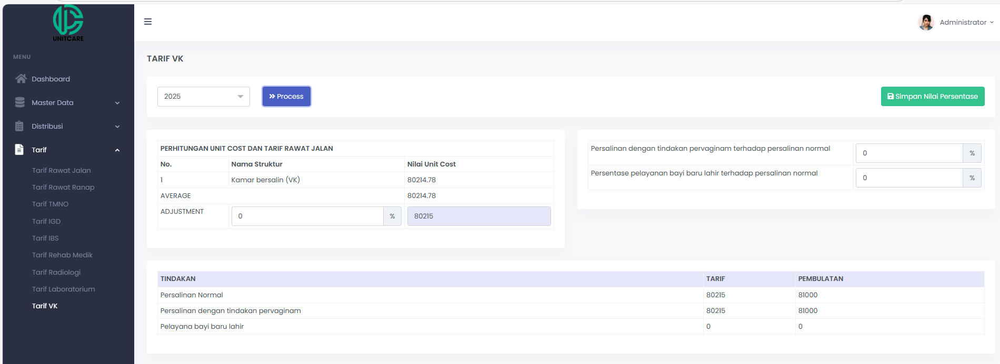 UNITCARE
MENU
Dashboard
Master Data
Distribusi
Tarif
Tarif Rawat Jalan
Tarif Rawat Ranap
Tarif TMNO
Tarif IGD
Tarif IBS
Tarif Rehab Medik
Tarif Radiologi
Tarif Laboratorium
Tarif VK
Administrator
TARIF VK
2025
Process
Simpan Nilai Persentase
PERHITUNGAN UNIT COST DAN TARIF RAWAT JALAN
No. Nama Struktur Nilai Unit Cost
1 Kamar bersalin (VK) 80214.78
AVERAGE 80214.78
ADJUSTMENT 0 % 80215
Persalinan dengan tindakan pervaginam terhadap persalinan normal 0 %
Persentase pelayanan bayi baru lahir terhadap persalinan normal 0 %
TINDAKAN TARIF PEMBULATAN
Persalinan Normal 80215 81000
Persalinan dengan tindakan pervaginam 80215 81000
Pelayana bayi baru lahir 0 0